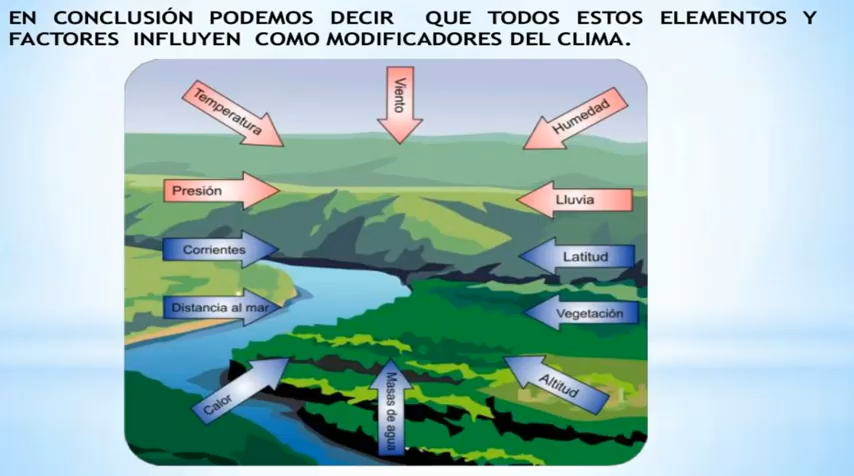 EN CONCLUSIÓN PODEMOS DECIR QUE TODOS ESTOS ELEMENTOS Y
FACTORES INFLUYEN COMO MODIFICADORES DEL CLIMA.
Temperatura
Viento
Humedad
Presión
Lluvia
Corrientes
Latitud
Distancia al mar
Vegetación
Calor
Masas de agua
Altitud